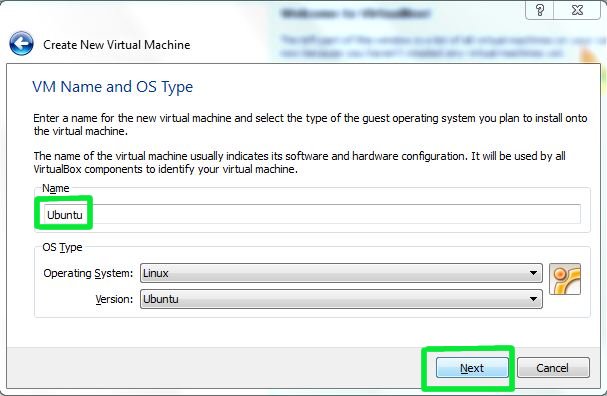 ?
Welcome to VirtualBox!
Create New Virtual Machine
VM Name and OS Type
Enter a name for the new virtual machine and select the type of the guest operating system you plan to install onto
the virtual machine.
The name of the virtual machine usually indicates its software and hardware configuration. It will be used by all
VirtualBox components to identify your virtual machine.
Name
Ubuntu
OS Type
Operating System: Linux
Version: Ubuntu
Next Cancel